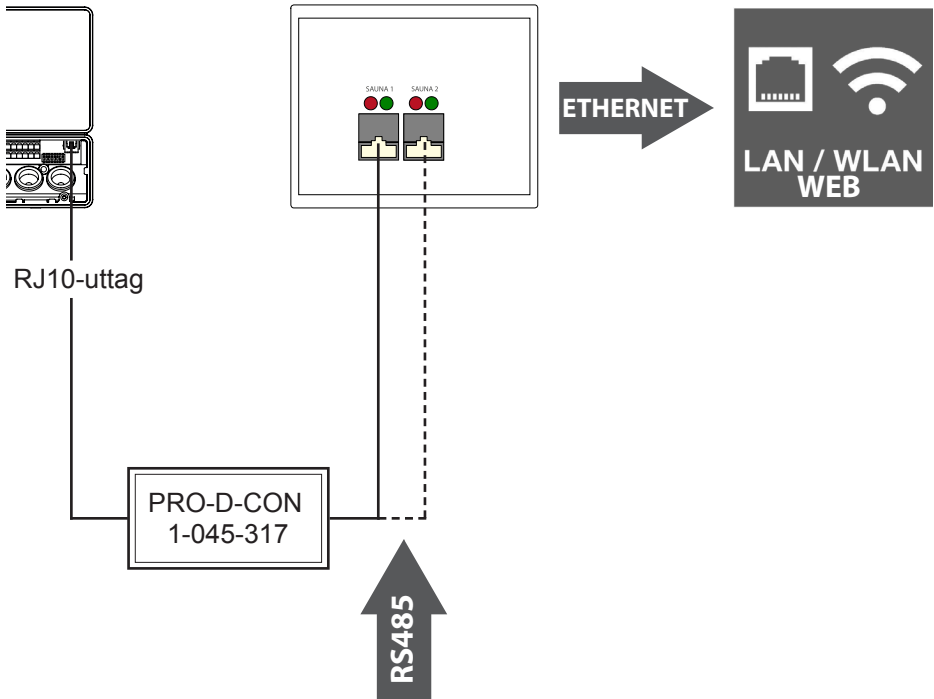 SAUNA 1 SAUNA 2
ETHERNET
LAN / WLAN
WEB
RJ10-uttag
PRO-D-CON
1-045-317
RS485